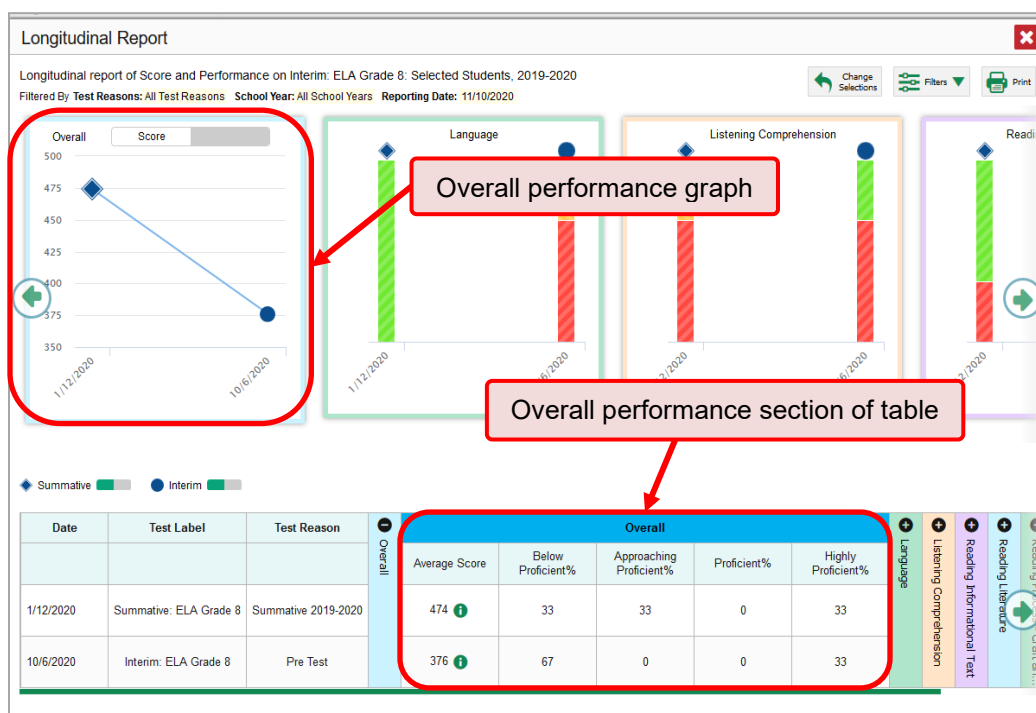 Longitudinal Report
Longitudinal report of Score and Performance on Interim: ELA Grade 8: Selected Students, 2019-2020
Filtered By Test Reasons: All Test Reasons School Year: All School Years Reporting Date: 11/10/2020
Change Selections
Filters
Print
Overall
Score
500
475
450
425
400
375
350
1/12/2020
10/6/2020
Language
1/12/2020
Listening Comprehension
Overall performance graph
Overall performance section of table
Summative
Interim
Date Test Label Test Reason Overall Overall Language Listening Comprehension Reading Informational Text Reading Literature
Average Score Below Proficient% Approaching Proficient% Proficient% Highly Proficient%
1/12/2020 Summative: ELA Grade 8 Summative 2019-2020 474 33 33 0 33
10/6/2020 Interim: ELA Grade 8 Pre Test 376 67 0 0 33